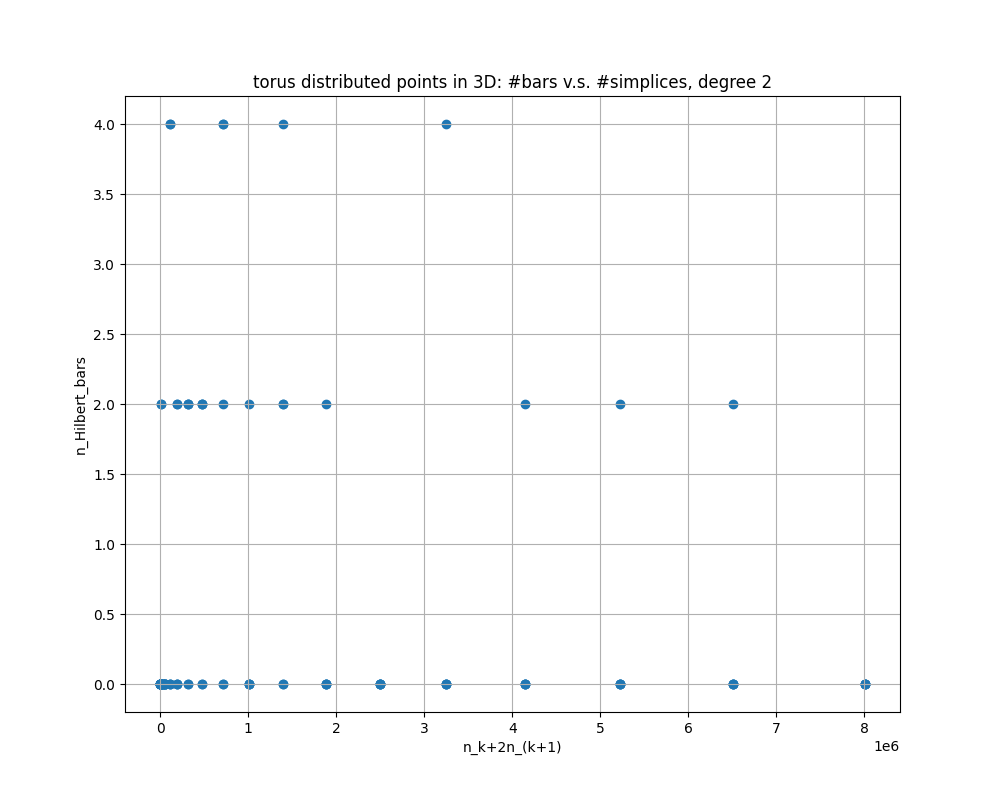 torus distributed points in 3D: #bars v.s. #simplices, degree 2
4.0
3.5
3.0
2.5
2.0
1.5
1.0
0.5
0.0
n_Hilbert_bars
0 1 2 3 4 5 6 7 8
1e6
n_k+2n_(k+1)